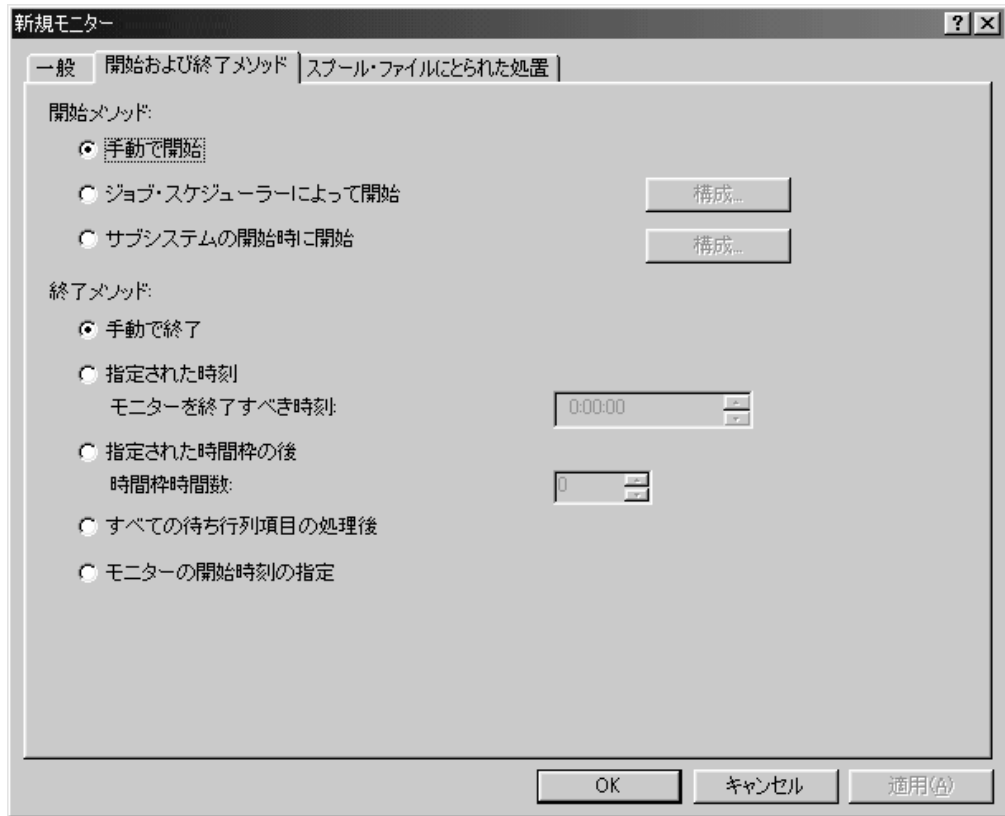 新規モニター
一般 開始および終了メソッド スプール・ファイルにとられた処置
開始メソッド:
手動で開始
ジョブ・スケジューラーによって開始 構成...
サブシステムの開始時に開始 構成...
終了メソッド:
手動で終了
指定された時刻
モニターを終了すべき時刻: 0:00:00
指定された時間枠の後
時間枠時間数: 0
すべての待ち行列項目の処理後
モニターの開始時刻の指定
OK キャンセル 適用(A)